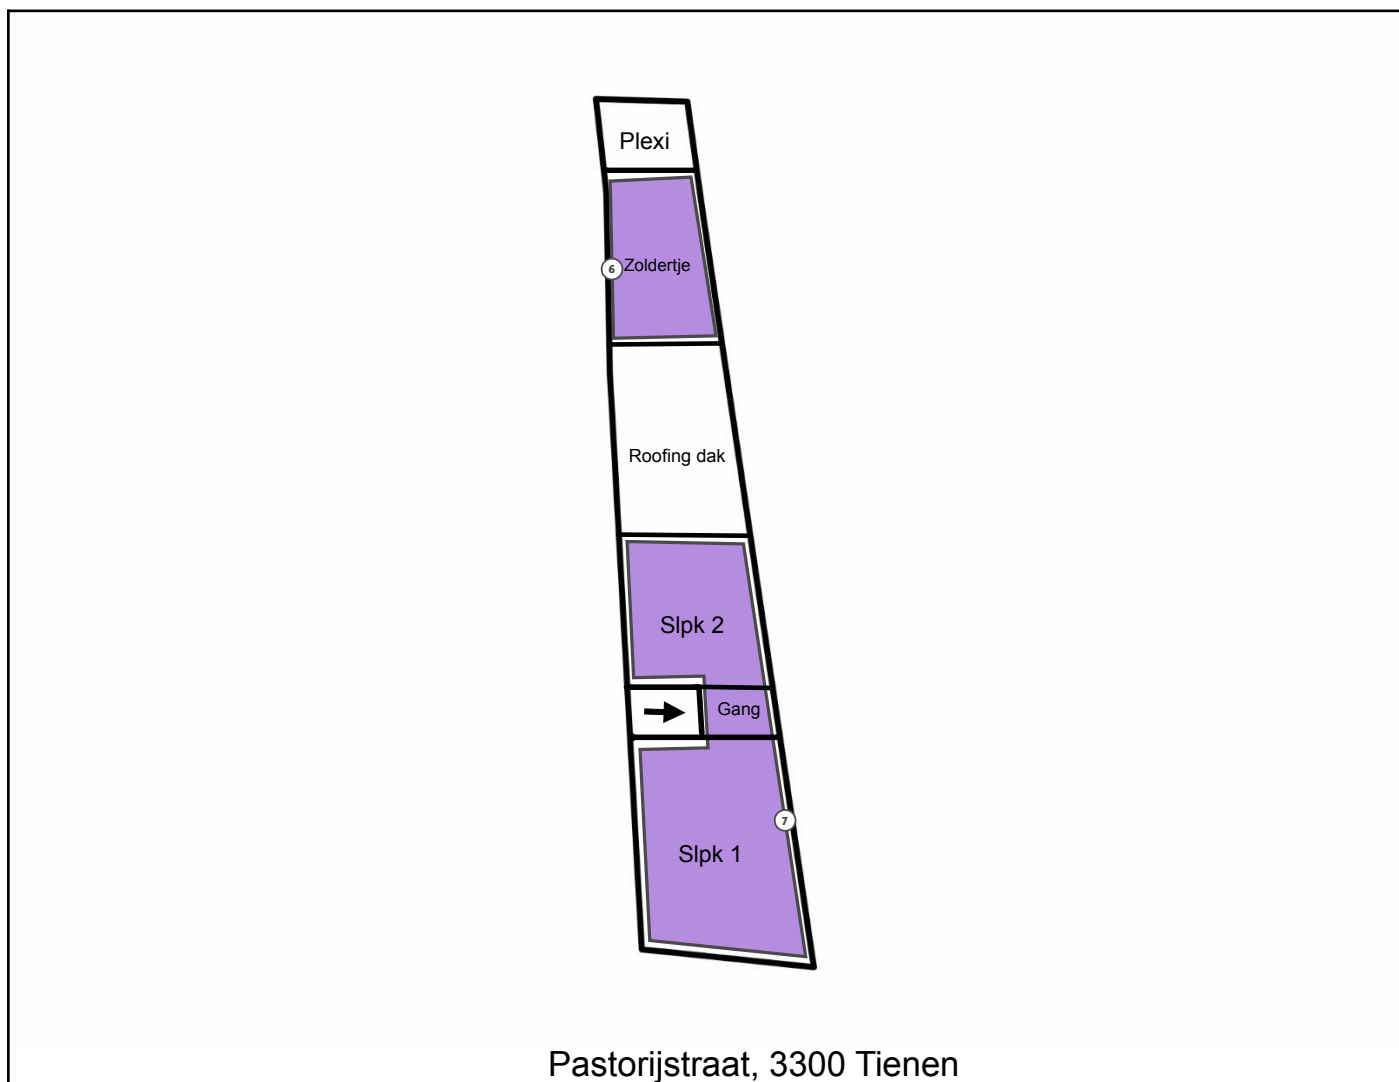 Plexi
6 Zoldertje
Roofing dak
Slpk 2
Gang
7
Slpk 1
Pastorijstraat, 3300 Tienen